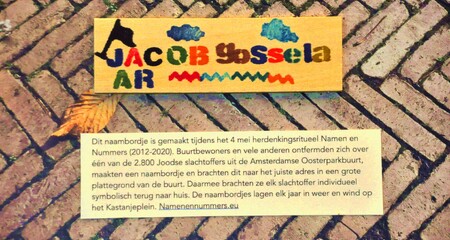 JACOB Gossela
AR
Dit naambordje is gemaakt tijdens het 4 mei herdenkingsritueel Namen en
Nummers (2012-2020). Buurtbewoners en vele anderen ontfermden zich over
één van de 2.800 Joodse slachtoffers uit de Amsterdamse Oosterparkbuurt,
maakten een naambordje en brachten dit naar het juiste adres in een grote
plattegrond van de buurt. Daarmee brachten ze elk slachtoffer individueel
symbolisch terug naar huis. De naambordjes lagen elk jaar in weer en wind op
het Kastanjeplein. Namenennummers.eu